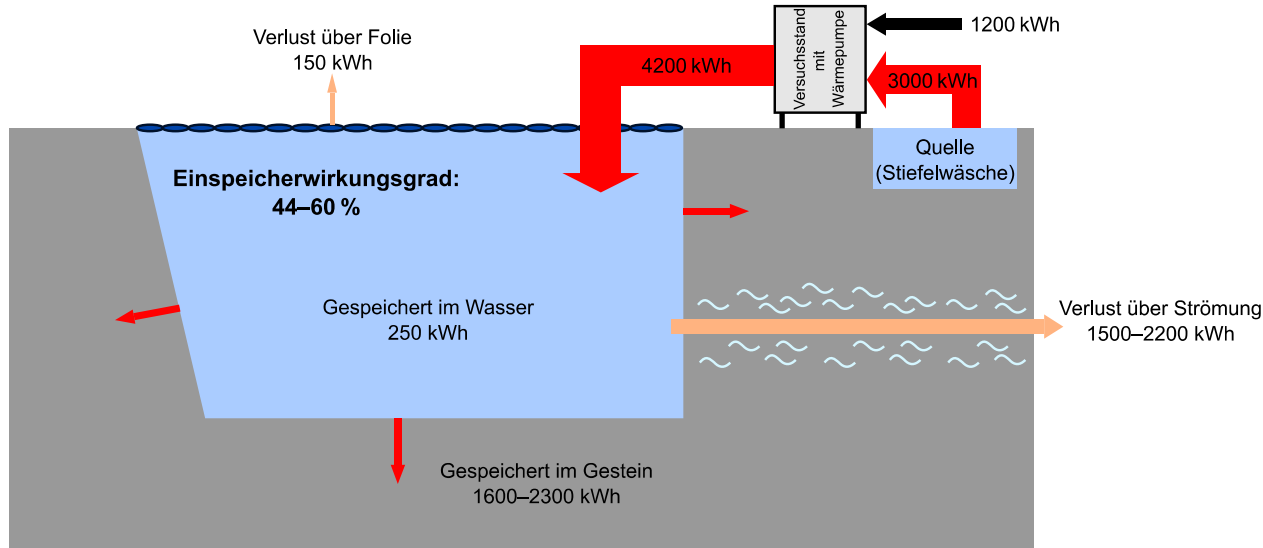 Verlust über Folie
150 kWh
4200 kWh
Versuchsstand
mit
Wärmepumpe
1200 kWh
3000 kWh
Quelle
(Stiefelwäsche)
Einspeicherwirkungsgrad:
44–60 %
Gespeichert im Wasser
250 kWh
Verlust über Strömung
1500–2200 kWh
Gespeichert im Gestein
1600–2300 kWh